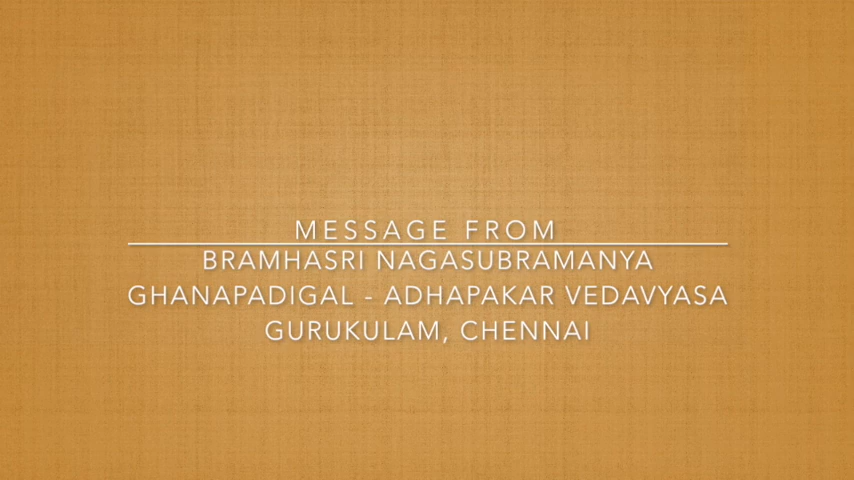 MESSAGE FROM
BRAMHASRI NAGASUBRAMANYA
GHANAPADIGAL - ADHAPAKAR VEDAVYASA
GURUKULAM, CHENNAI